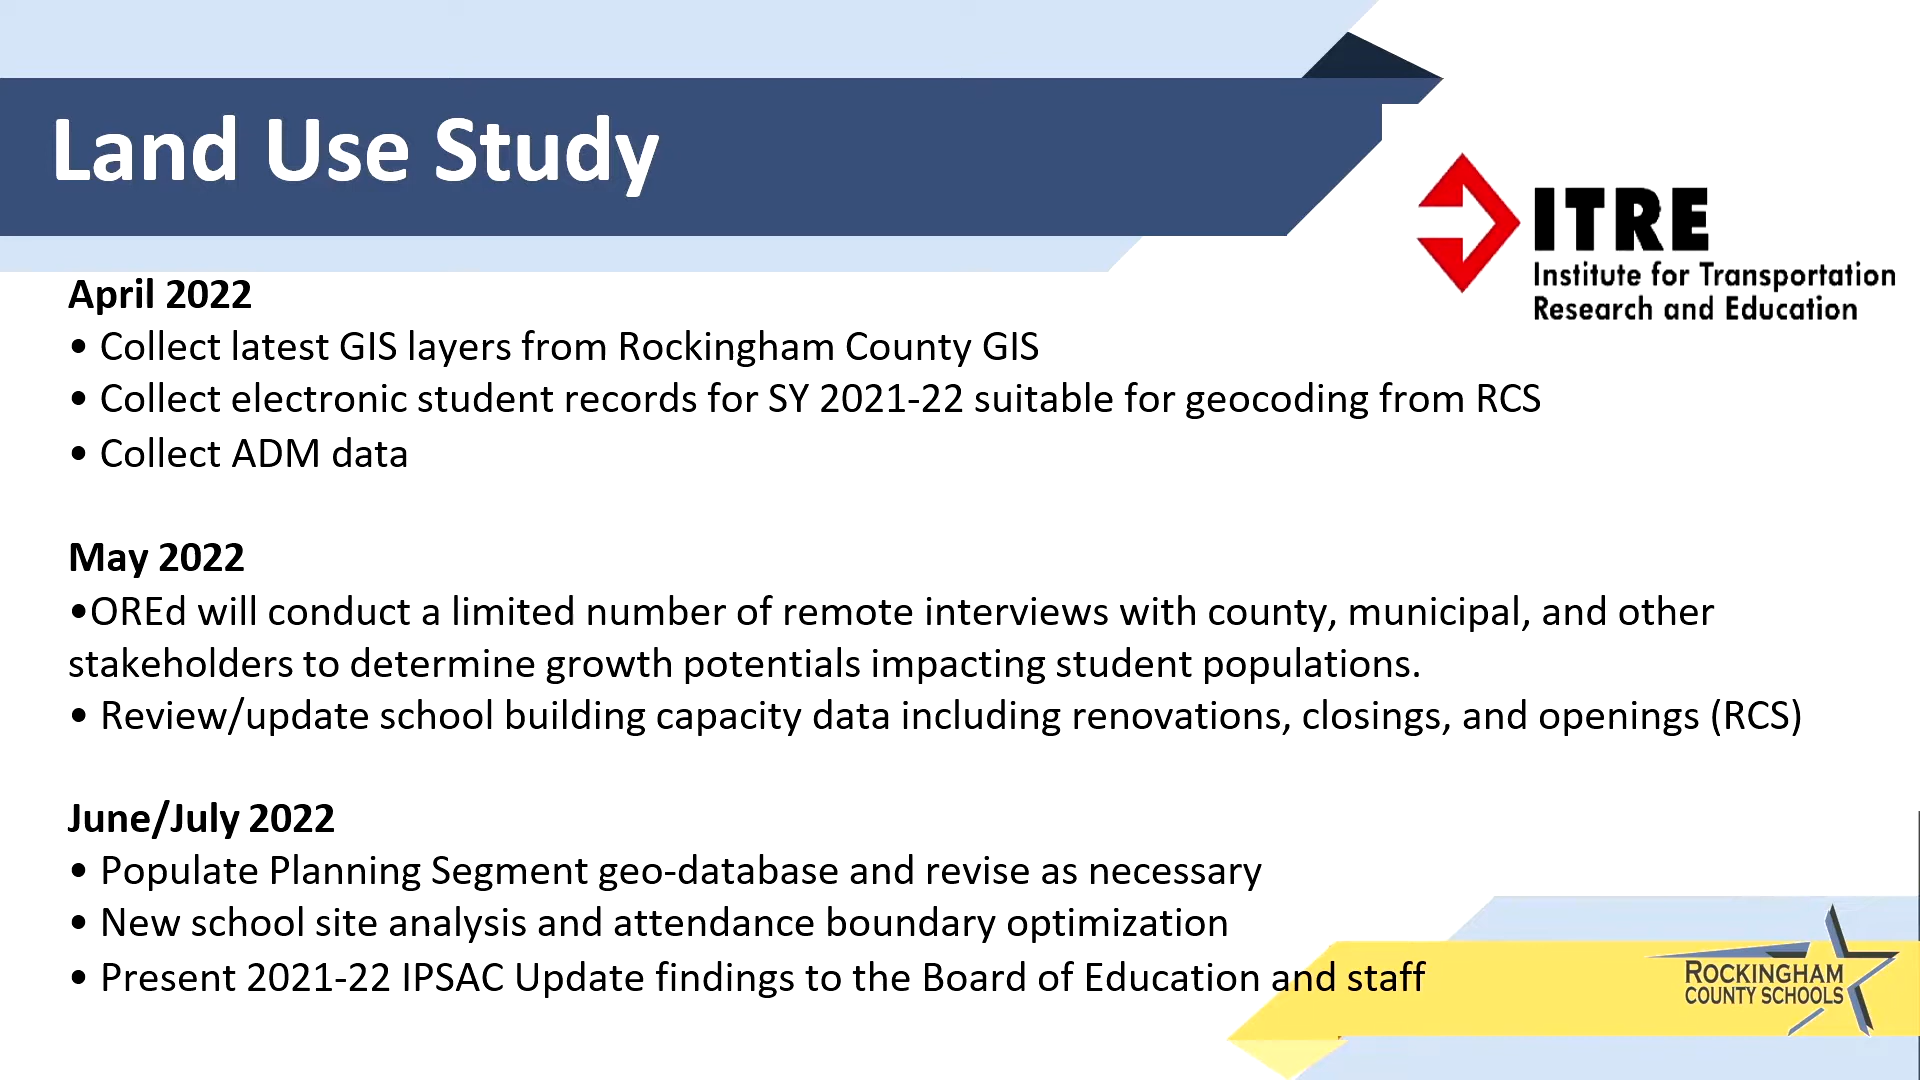 Land Use Study
ITRE
Institute for Transportation
Research and Education
April 2022
• Collect latest GIS layers from Rockingham County GIS
• Collect electronic student records for SY 2021-22 suitable for geocoding from RCS
• Collect ADM data
May 2022
•OREd will conduct a limited number of remote interviews with county, municipal, and other
stakeholders to determine growth potentials impacting student populations.
• Review/update school building capacity data including renovations, closings, and openings (RCS)
June/July 2022
• Populate Planning Segment geo-database and revise as necessary
• New school site analysis and attendance boundary optimization
• Present 2021-22 IPSAC Update findings to the Board of Education and staff
ROCKINGHAM
COUNTY SCHOOLS